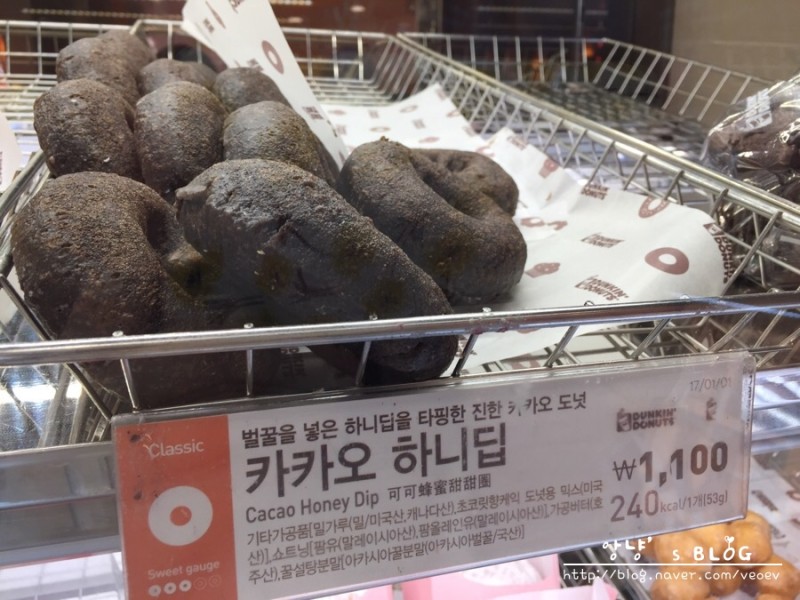 17/01/01
Classic
벌꿀을 넣은 하니딥을 타핑한 진한 카카오 도넛
카카오 하니딥
Cacao Honey Dip 可可蜂蜜甜甜圈
DUNKIN'
DONUTS
₩1,100
240kcal/1개(53g)
기타가공품[밀가루(밀/미국산,캐나다산),초코릿향케익 도넛용 믹스(미국
산)],쇼트닝[팜유(말레이시아산),팜올레인유(말레이시아산)],가공버터(호
주산),꿀설탕분말[아카시아꿀분말(아카시아벌꿀/국산)]
Sweet gauge
DUNKIN'
DONUTS
앙냥's BLOG
http://blog.naver.com/veoev